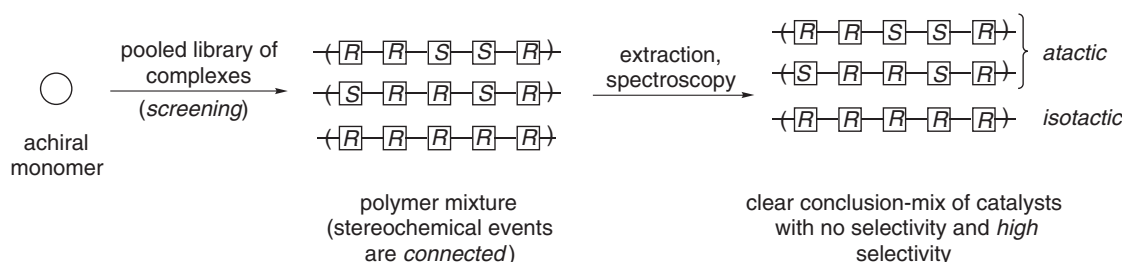 pooled library of
complexes
(screening)
achiral
monomer
( R R S S R )
( S R R S R )
( R R R R R )
polymer mixture
(stereochemical events
are connected)
extraction,
spectroscopy
( R R S S R )
( S R R S R )
atactic
( R R R R R )
isotactic
clear conclusion-mix of catalysts
with no selectivity and high
selectivity